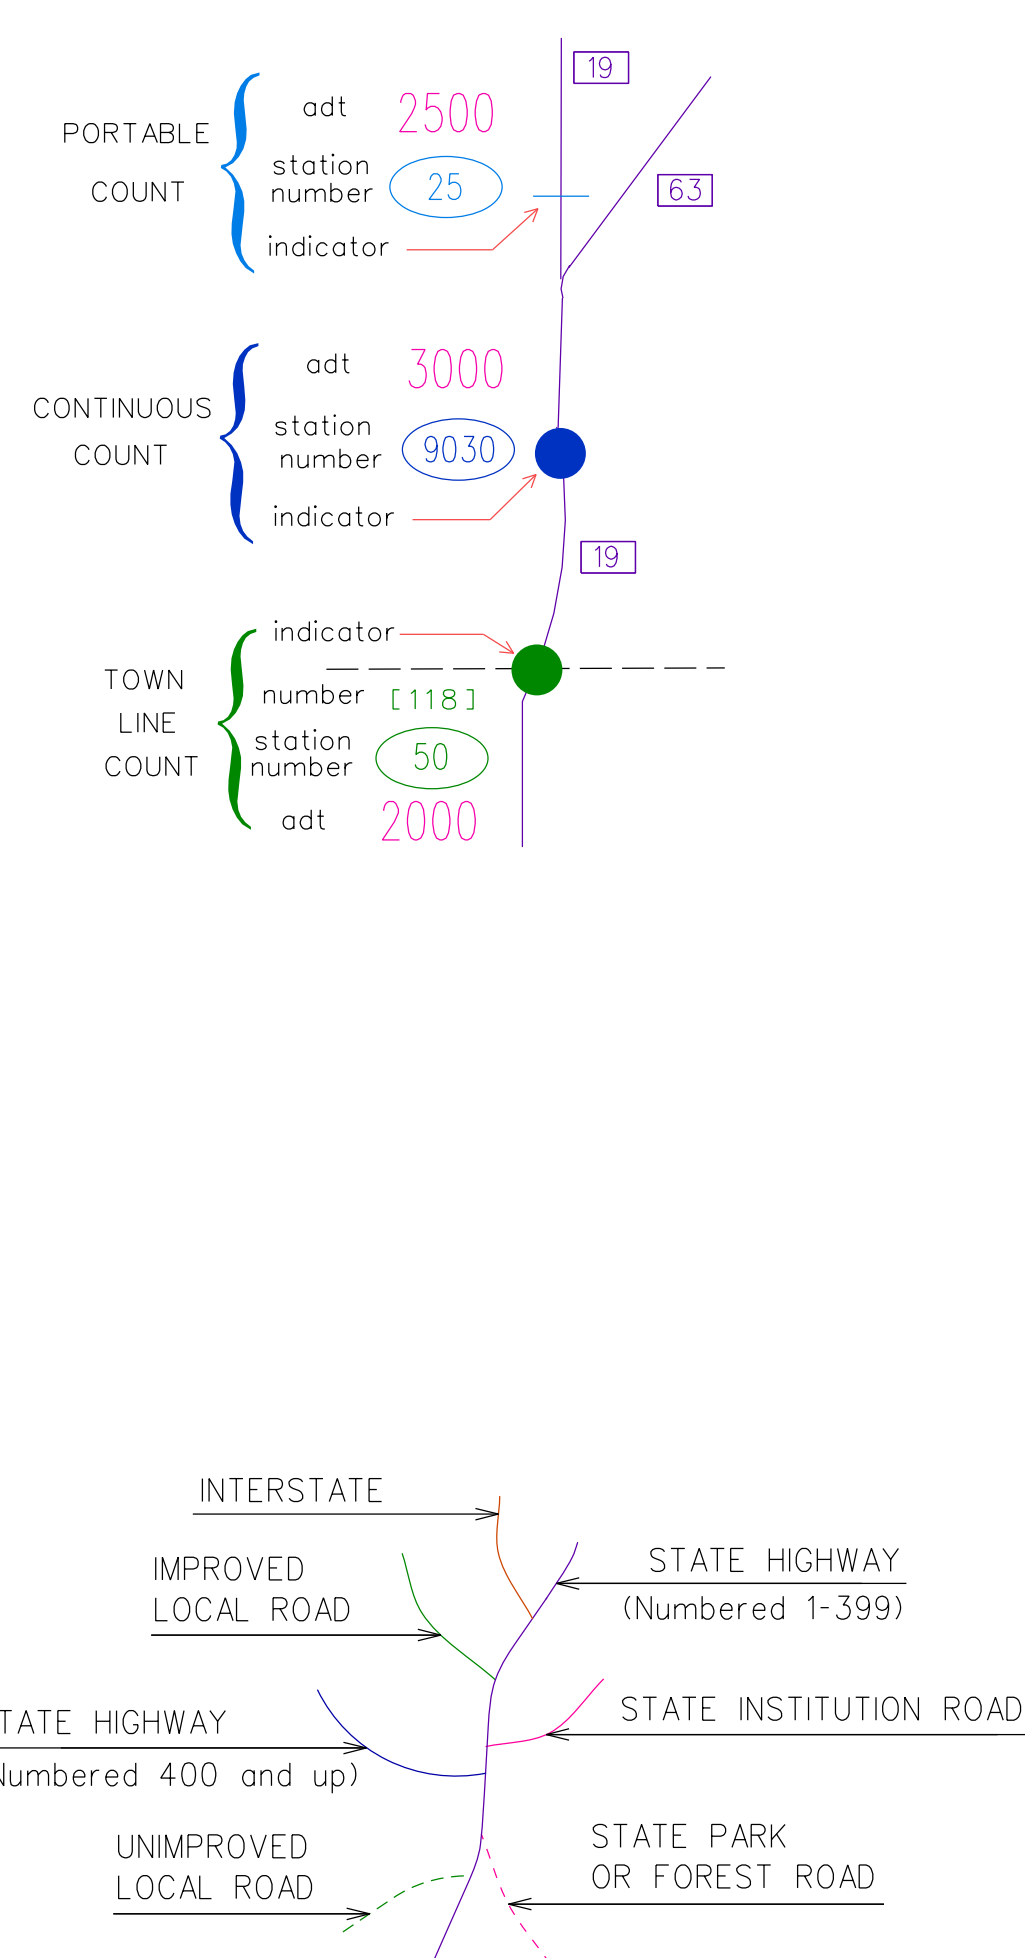 19
adt 2500
PORTABLE
COUNT
station
number 25
63
indicator
adt 3000
CONTINUOUS
COUNT
station
number 9030
indicator
19
indicator
TOWN
LINE
COUNT
number [118]
station
number 50
adt 2000
INTERSTATE
STATE HIGHWAY
(Numbered 1-399)
IMPROVED
LOCAL ROAD
STATE INSTITUTION ROAD
TATE HIGHWAY
Numbered 400 and up)
UNIMPROVED
LOCAL ROAD
STATE PARK
OR FOREST ROAD